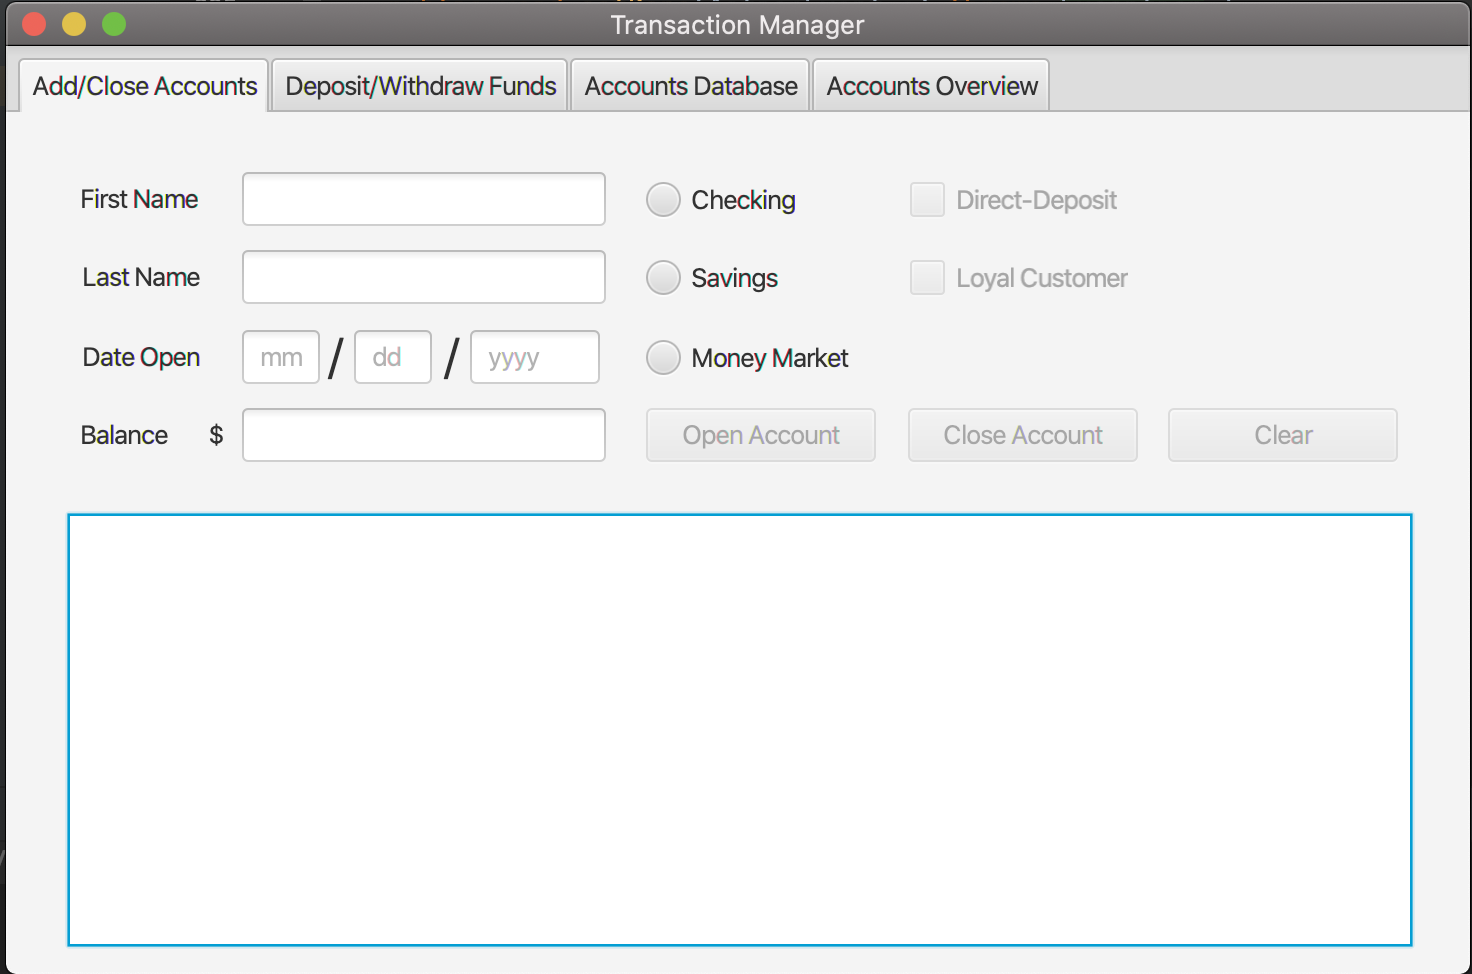 Transaction Manager
Add/Close Accounts Deposit/Withdraw Funds Accounts Database Accounts Overview
First Name Checking Direct-Deposit
Last Name Savings Loyal Customer
Date Open mm / dd / yyyy Money Market
Balance $ Open Account Close Account Clear